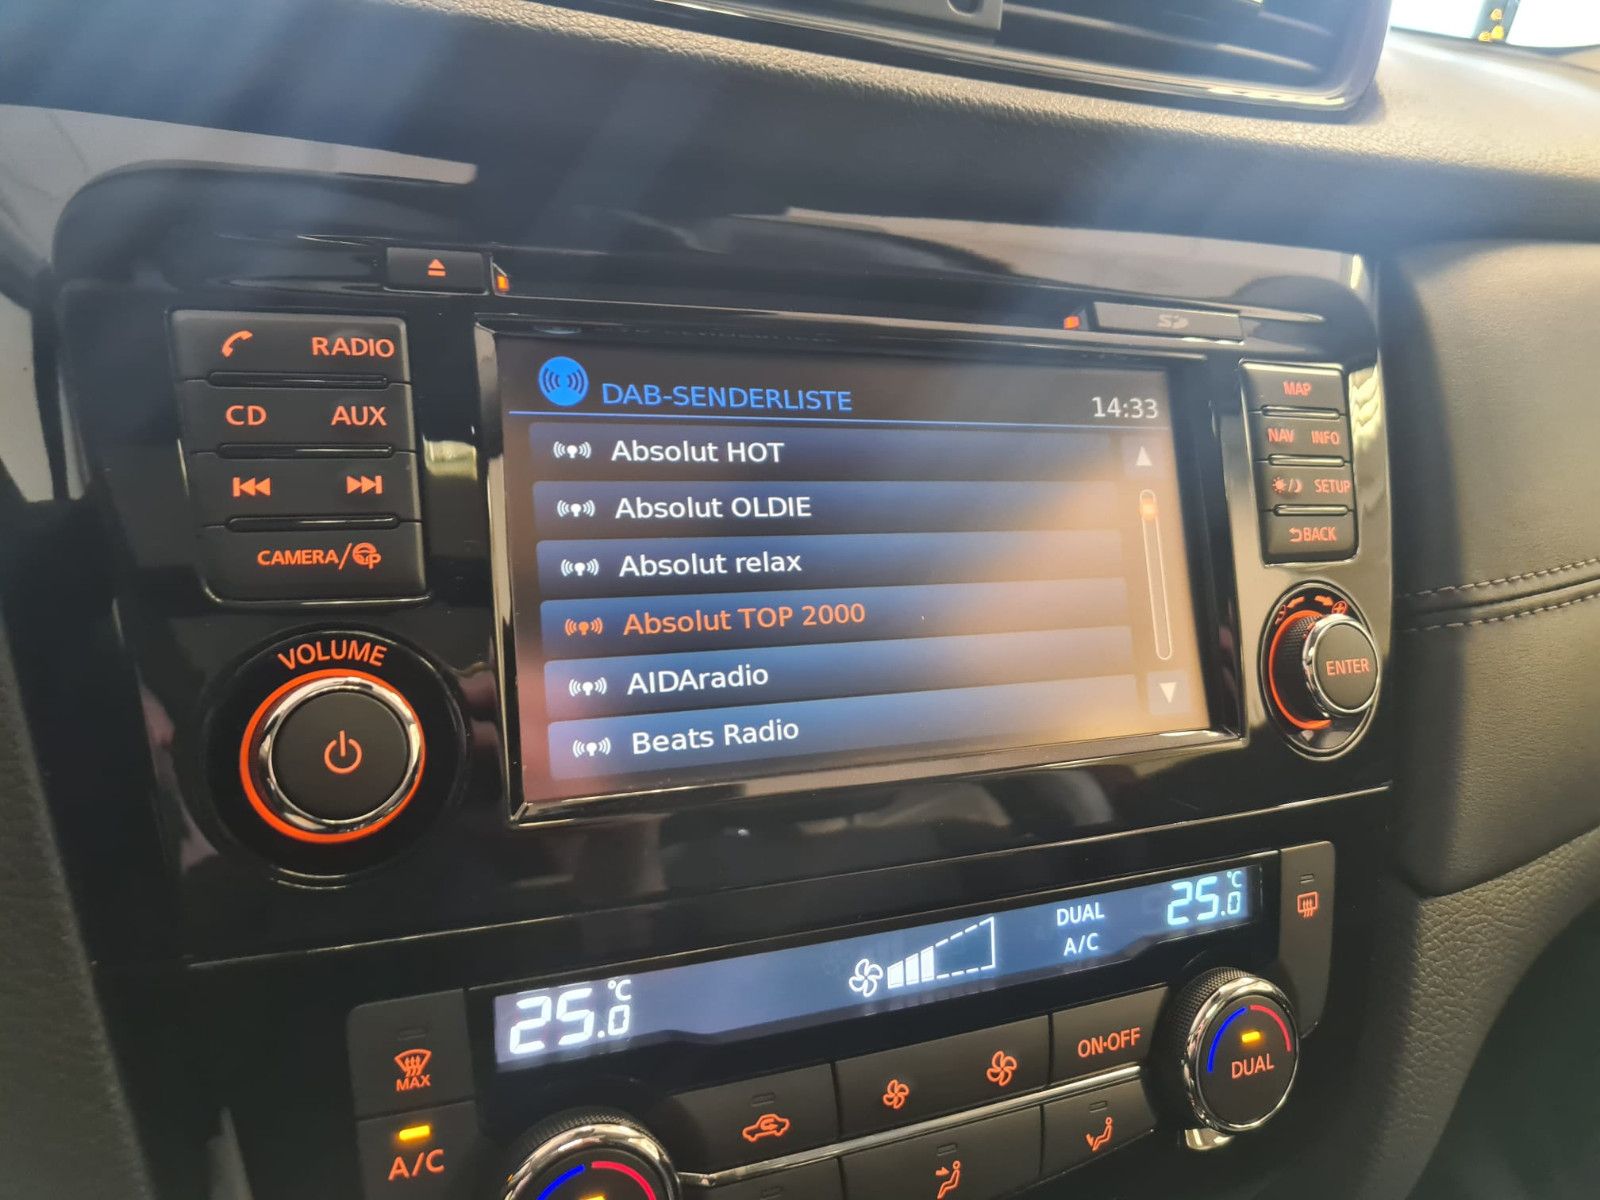 SD
RADIO
CD AUX
CAMERA/
VOLUME
DAB-SENDERLISTE
14:33
Absolut HOT
Absolut OLDIE
Absolut relax
Absolut TOP 2000
AIDAradio
Beats Radio
MAP
NAV INFO
SETUP
BACK
ENTER
25.0 °C
DUAL
A/C
25.0 °C
MAX
A/C
ON·OFF
DUAL